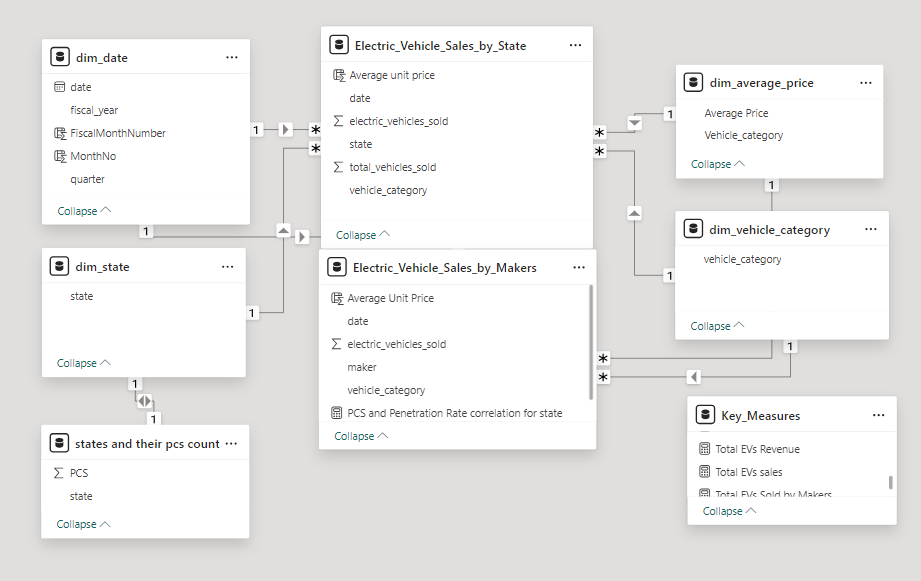 dim_date
date
fiscal_year
FiscalMonthNumber
MonthNo
quarter
Collapse
1
*
1
Electric_Vehicle_Sales_by_State
Average unit price
date
electric_vehicles_sold
state
total_vehicles_sold
vehicle_category
Collapse
*
*
*
1
dim_average_price
Average Price
Vehicle_category
Collapse
1
dim_state
state
Collapse
1
1
1
states and their pcs count
PCS
state
Collapse
Electric_Vehicle_Sales_by_Makers
Average Unit Price
date
electric_vehicles_sold
maker
vehicle_category
PCS and Penetration Rate correlation for state
Collapse
*
*
1
dim_vehicle_category
vehicle_category
Collapse
1
Key_Measures
Total EVs Revenue
Total EVs sales
Total EVs Sold by Makers
Collapse